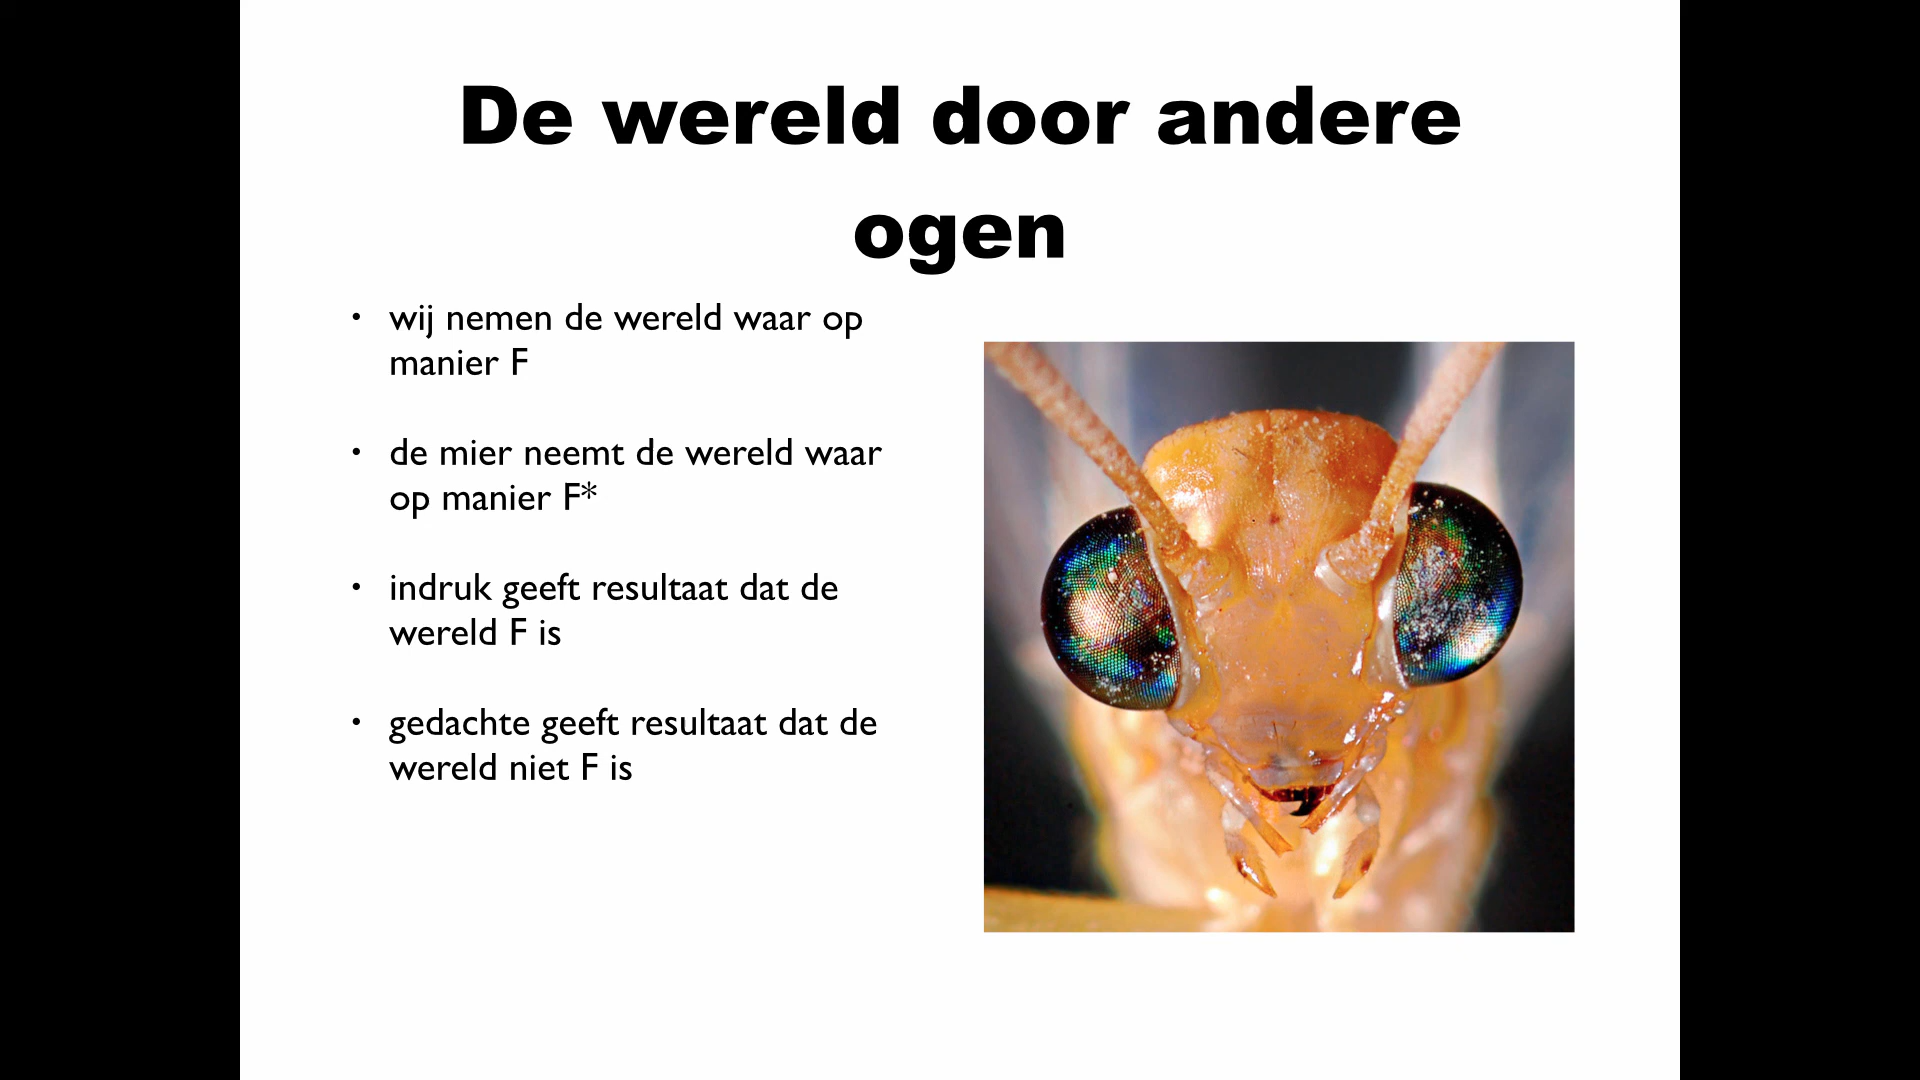 De wereld door andere
ogen
• wij nemen de wereld waar op
manier F
• de mier neemt de wereld waar
op manier F*
• indruk geeft resultaat dat de
wereld F is
• gedachte geeft resultaat dat de
wereld niet F is